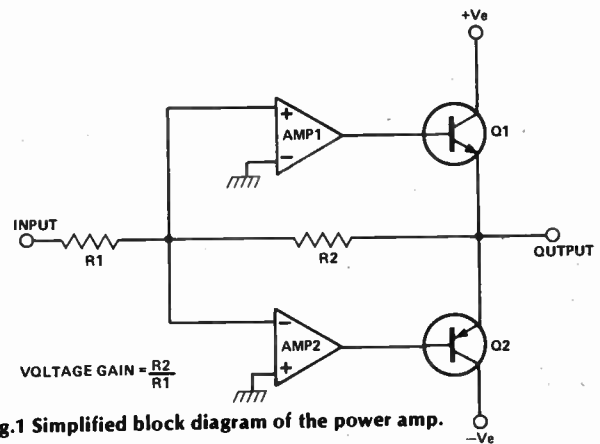 +Ve
+
AMP1
−
Q1
INPUT
R1
R2
OUTPUT
−
AMP2
+
Q2
VOLTAGE GAIN = R2
R1
g.1 Simplified block diagram of the power amp.
−Ve